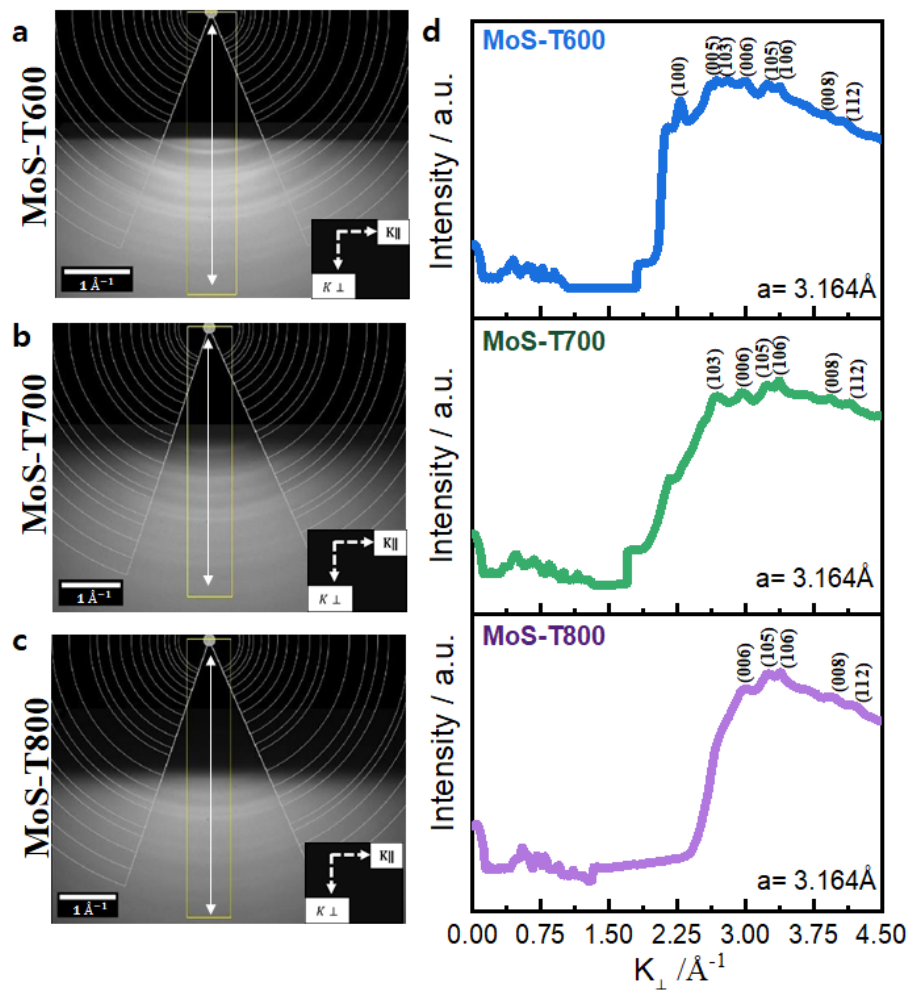 a
MoS-T600
K∥
K ⊥
1 Å⁻¹
b
MoS-T700
K∥
K ⊥
1 Å⁻¹
c
MoS-T800
K∥
K ⊥
1 Å⁻¹
d
Intensity / a.u.
MoS-T600
(100)
(005)
(103)
(006)
(105)
(106)
(008)
(112)
a= 3.164Å
Intensity / a.u.
MoS-T700
(103)
(006)
(105)
(106)
(008)
(112)
a= 3.164Å
Intensity / a.u.
MoS-T800
(006)
(105)
(106)
(008)
(112)
a= 3.164Å
0.00 0.75 1.50 2.25 3.00 3.75 4.50
K⊥ /Å⁻¹